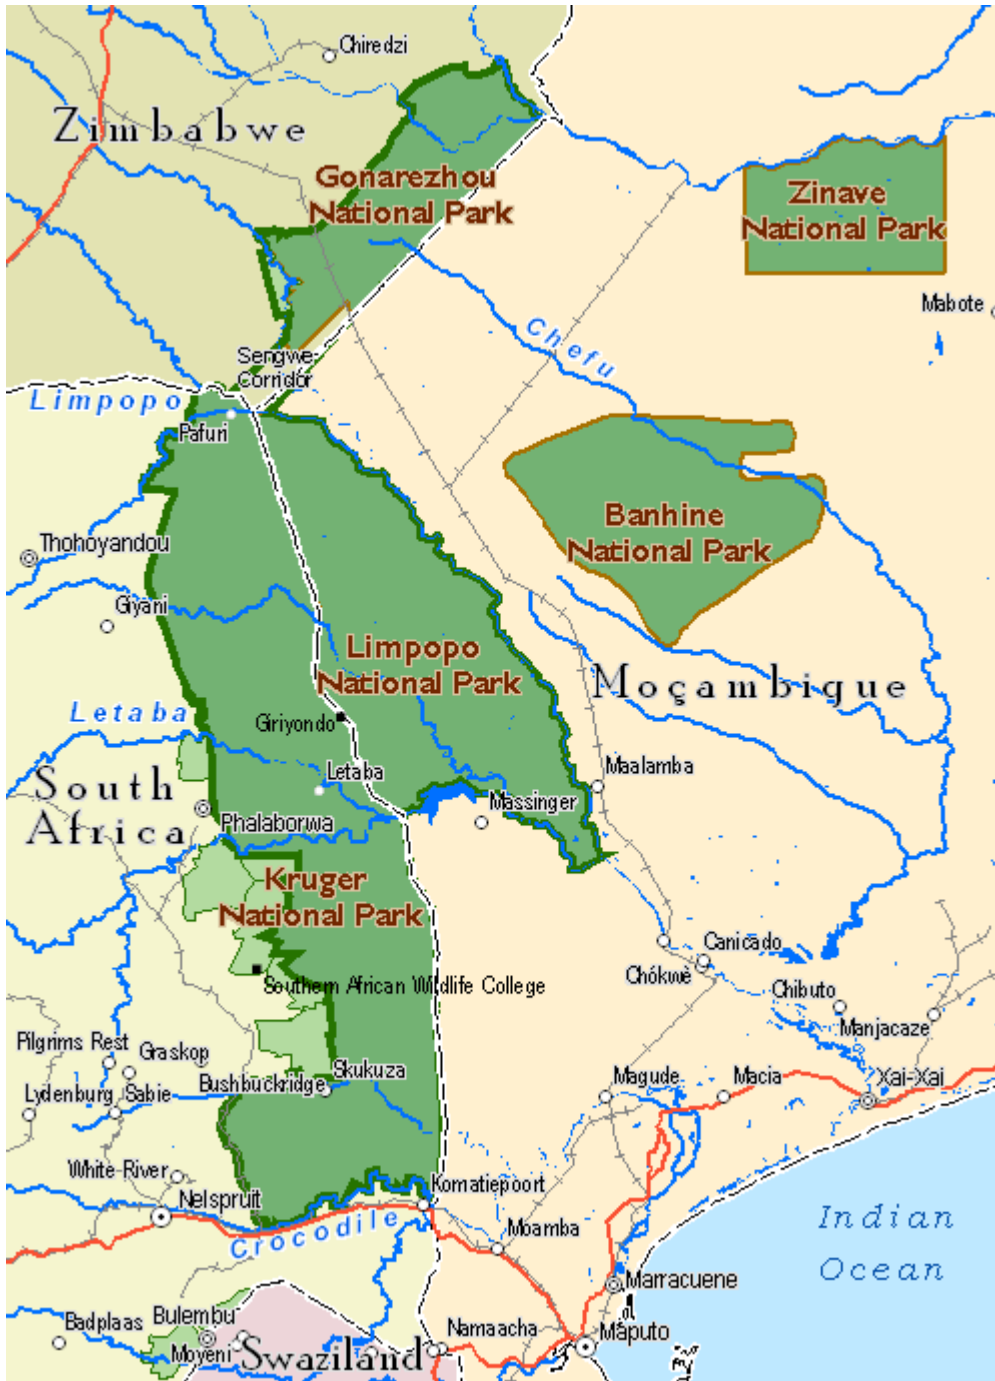 Chiredzi
Zimbabwe
Gonarezhou
National Park
Zinave
National Park
Mabote
Chefu
Sengwe-
Corridor
Limpopo
Pafuri
Banhine
National Park
Thohoyandou
Giyani
Limpopo
National Park
Moçambique
Letaba
Giriyondo
Maalamba
South
Africa
Letaba
Massinger
Phalaborwa
Kruger
National Park
Canicado
Chókwè
Southern African Wildlife College
Chibuto
Manjacaze
Pilgrims Rest
Graskop
Skukuza
Bushbuckridge
Magude
Macia
Xai-Xai
Lydenburg
Sabie
White-River
Nelspruit
Komatiepoort
Crocodile
Moamba
Indian
Ocean
Marracuene
Badplaas
Bulembu
Moyeni
Swaziland
Namaacha
Maputo